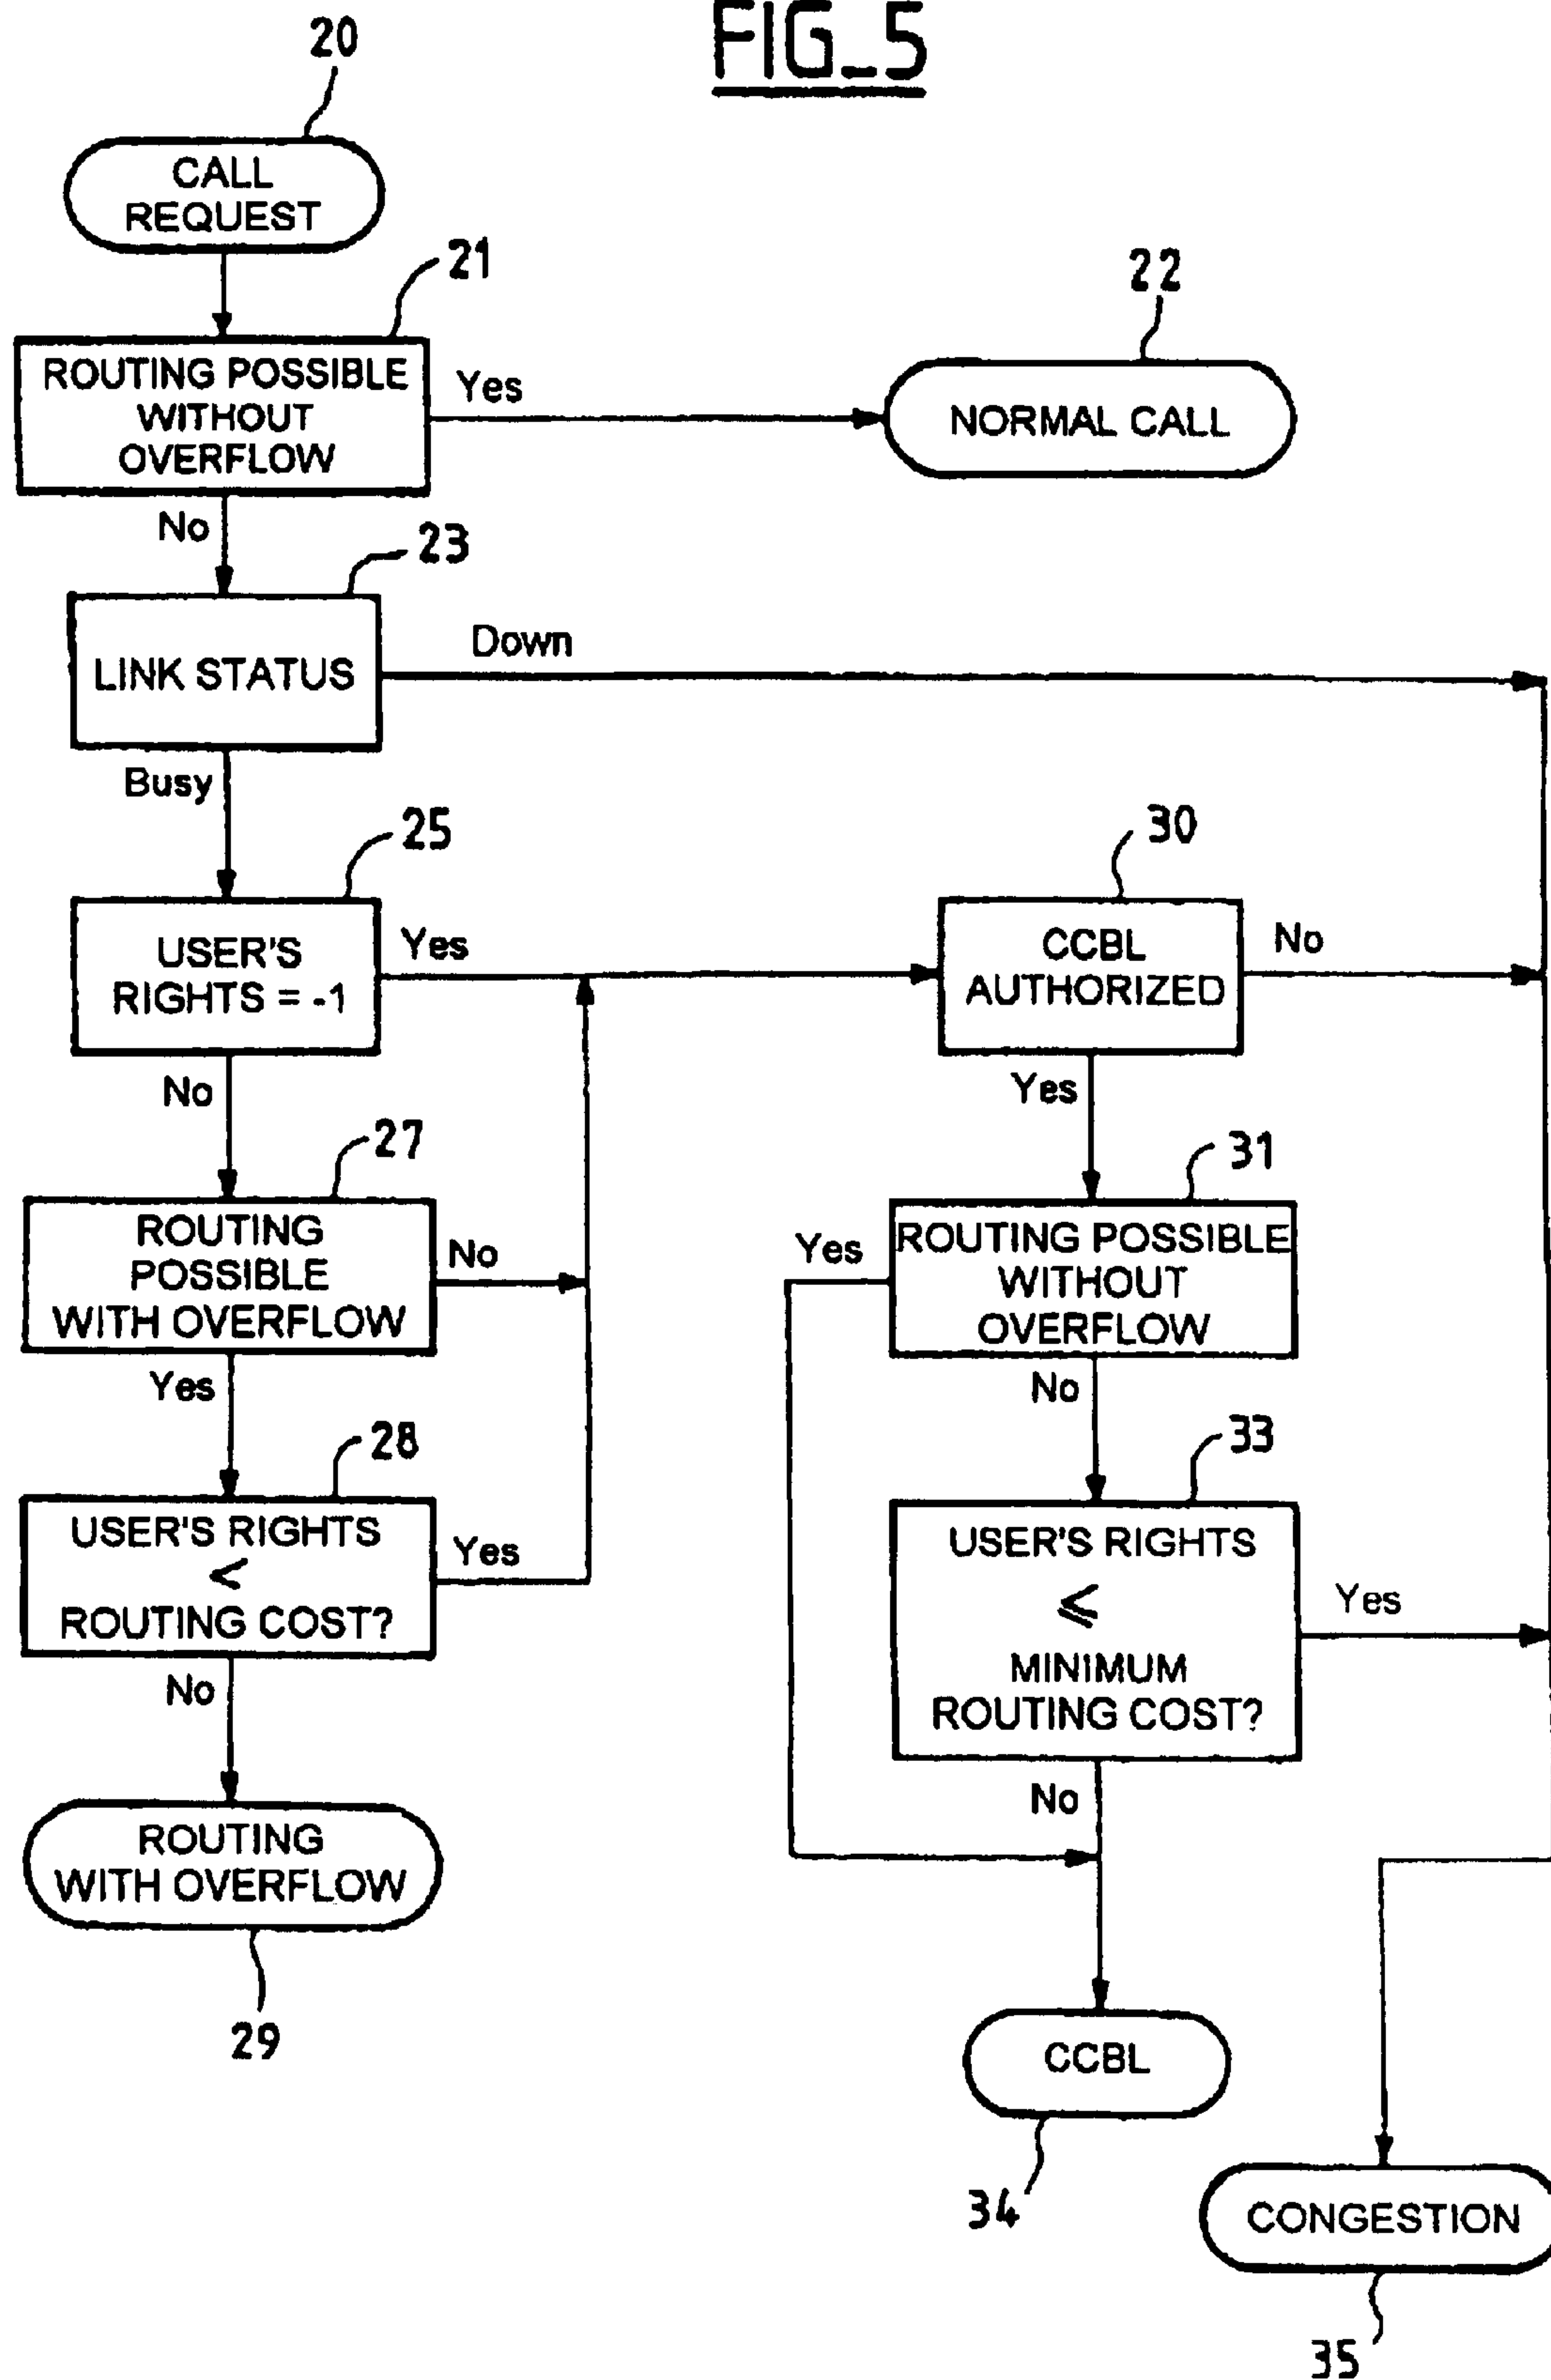 FIG_5
20
CALL
REQUEST
21
ROUTING POSSIBLE
WITHOUT
OVERFLOW
Yes
22
NORMAL CALL
No
23
LINK STATUS
Down
Busy
25
USER'S
RIGHTS = -1
Yes
30
CCBL
AUTHORIZED
No
No
Yes
27
ROUTING
POSSIBLE
WITH OVERFLOW
No
31
ROUTING POSSIBLE
WITHOUT
OVERFLOW
Yes
Yes
No
28
USER'S RIGHTS
<
ROUTING COST?
Yes
33
USER'S RIGHTS
⩽
MINIMUM
ROUTING COST?
Yes
No
No
ROUTING
WITH OVERFLOW
29
CCBL
34
CONGESTION
35